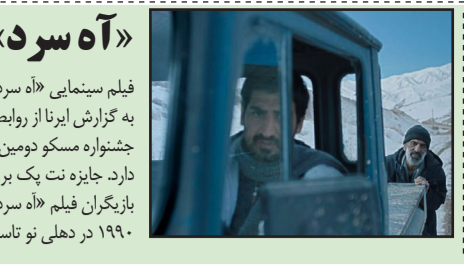 «آه سرد»
فیلم سینمایی «آه سرد
به گزارش ایرنا از روابط
جشنواره مسکو دومین
دارد. جایزه نت پک بر
بازیگران فیلم «آه سرد
۱۹۹۰ در دهلی نو تاس